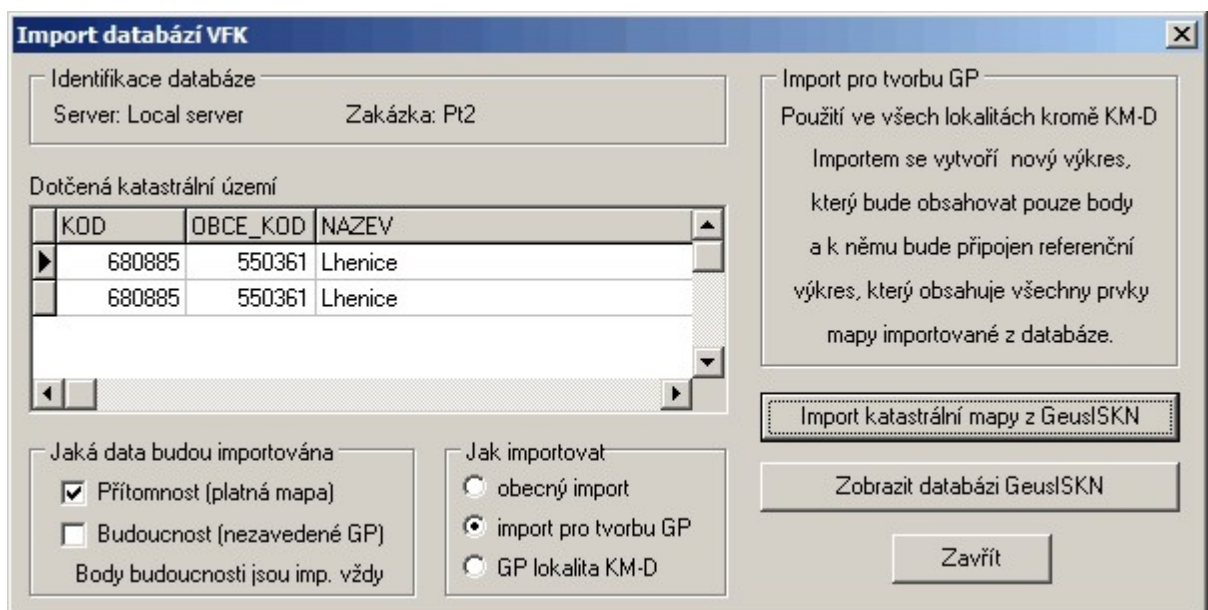 Import databází VFK
Identifikace databáze
Server: Local server Zakázka: Pt2
Dotčená katastrální území
KOD OBCE_KOD NAZEV
680885 550361 Lhenice
680885 550361 Lhenice
Jaká data budou importována
Přítomnost (platná mapa)
Budoucnost (nezavedené GP)
Body budoucnosti jsou imp. vždy
Jak importovat
obecný import
import pro tvorbu GP
GP lokalita KM-D
Import pro tvorbu GP
Použití ve všech lokalitách kromě KM-D
Importem se vytvoří nový výkres,
který bude obsahovat pouze body
a k němu bude připojen referenční
výkres, který obsahuje všechny prvky
mapy importované z databáze.
Import katastrální mapy z GeusISKN
Zobrazit databázi GeusISKN
Zavřít